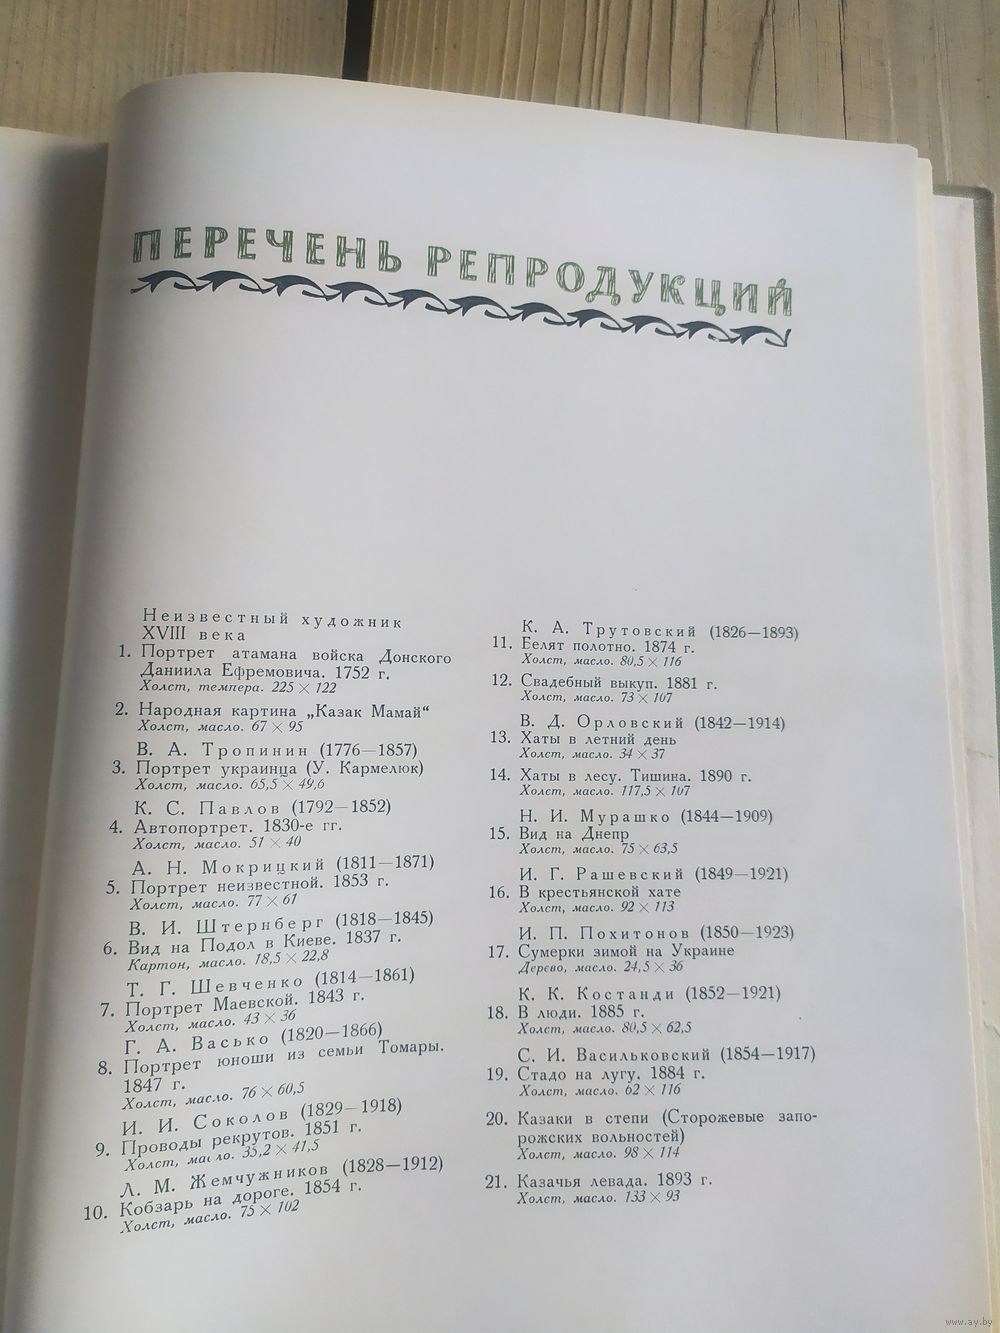 ПЕРЕЧЕНЬ РЕПРОДУКЦИЙ
Неизвестный художник
XVIII века
1. Портрет атамана войска Донского
Даниила Ефремовича. 1752 г.
Холст, темпера. 225 × 122
2. Народная картина „Казак Мамай“
Холст, масло. 67 × 95
В. А. Тропинин (1776—1857)
3. Портрет украинца (У. Кармелюк)
Холст, масло. 65,5 × 49,6
К. С. Павлов (1792—1852)
4. Автопортрет. 1830-е гг.
Холст, масло. 51 × 40
А. Н. Мокрицкий (1811—1871)
5. Портрет неизвестной. 1853 г.
Холст, масло. 77 × 61
В. И. Штернберг (1818—1845)
6. Вид на Подол в Киеве. 1837 г.
Картон, масло. 18,5 × 22,8
Т. Г. Шевченко (1814—1861)
7. Портрет Маевской. 1843 г.
Холст, масло. 43 × 36
Г. А. Васько (1820—1866)
8. Портрет юноши из семьи Томары.
1847 г.
Холст, масло. 76 × 60,5
И. И. Соколов (1829—1918)
9. Проводы рекрутов. 1851 г.
Холст, масло. 35,2 × 41,5
Л. М. Жемчужников (1828—1912)
10. Кобзарь на дороге. 1854 г.
Холст, масло. 75 × 102
К. А. Трутовский (1826—1893)
11. Белят полотно. 1874 г.
Холст, масло. 80,5 × 116
12. Свадебный выкуп. 1881 г.
Холст, масло. 73 × 107
В. Д. Орловский (1842—1914)
13. Хаты в летний день
Холст, масло. 34 × 37
14. Хаты в лесу. Тишина. 1890 г.
Холст, масло. 117,5 × 107
Н. И. Мурашко (1844—1909)
15. Вид на Днепр
Холст, масло. 75 × 63,5
И. Г. Рашевский (1849—1921)
16. В крестьянской хате
Холст, масло. 92 × 113
И. П. Похитонов (1850—1923)
17. Сумерки зимой на Украине
Дерево, масло. 24,5 × 36
К. К. Костанди (1852—1921)
18. В люди. 1885 г.
Холст, масло. 80,5 × 62,5
С. И. Васильковский (1854—1917)
19. Стадо на лугу. 1884 г.
Холст, масло. 62 × 116
20. Казаки в степи (Сторожевые запо-
рожских вольностей)
Холст, масло. 98 × 114
21. Казачья левада. 1893 г.
Холст, масло. 133 × 93
www.ay.by